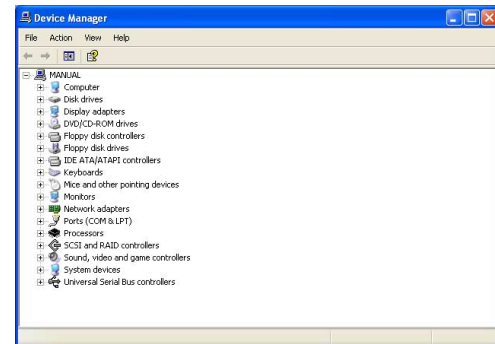 Device Manager
File Action View Help
MANUAL
Computer
Disk drives
Display adapters
DVD/CD-ROM drives
Floppy disk controllers
Floppy disk drives
IDE ATA/ATAPI controllers
Keyboards
Mice and other pointing devices
Monitors
Network adapters
Ports (COM & LPT)
Processors
SCSI and RAID controllers
Sound, video and game controllers
System devices
Universal Serial Bus controllers